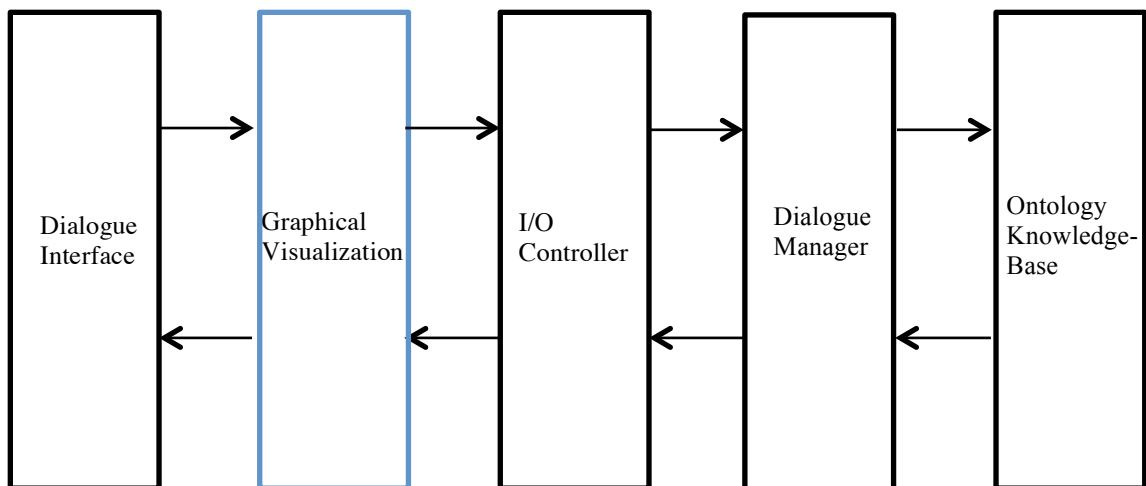 Dialogue
Interface
Graphical
Visualization
I/O
Controller
Dialogue
Manager
Ontology
Knowledge-
Base